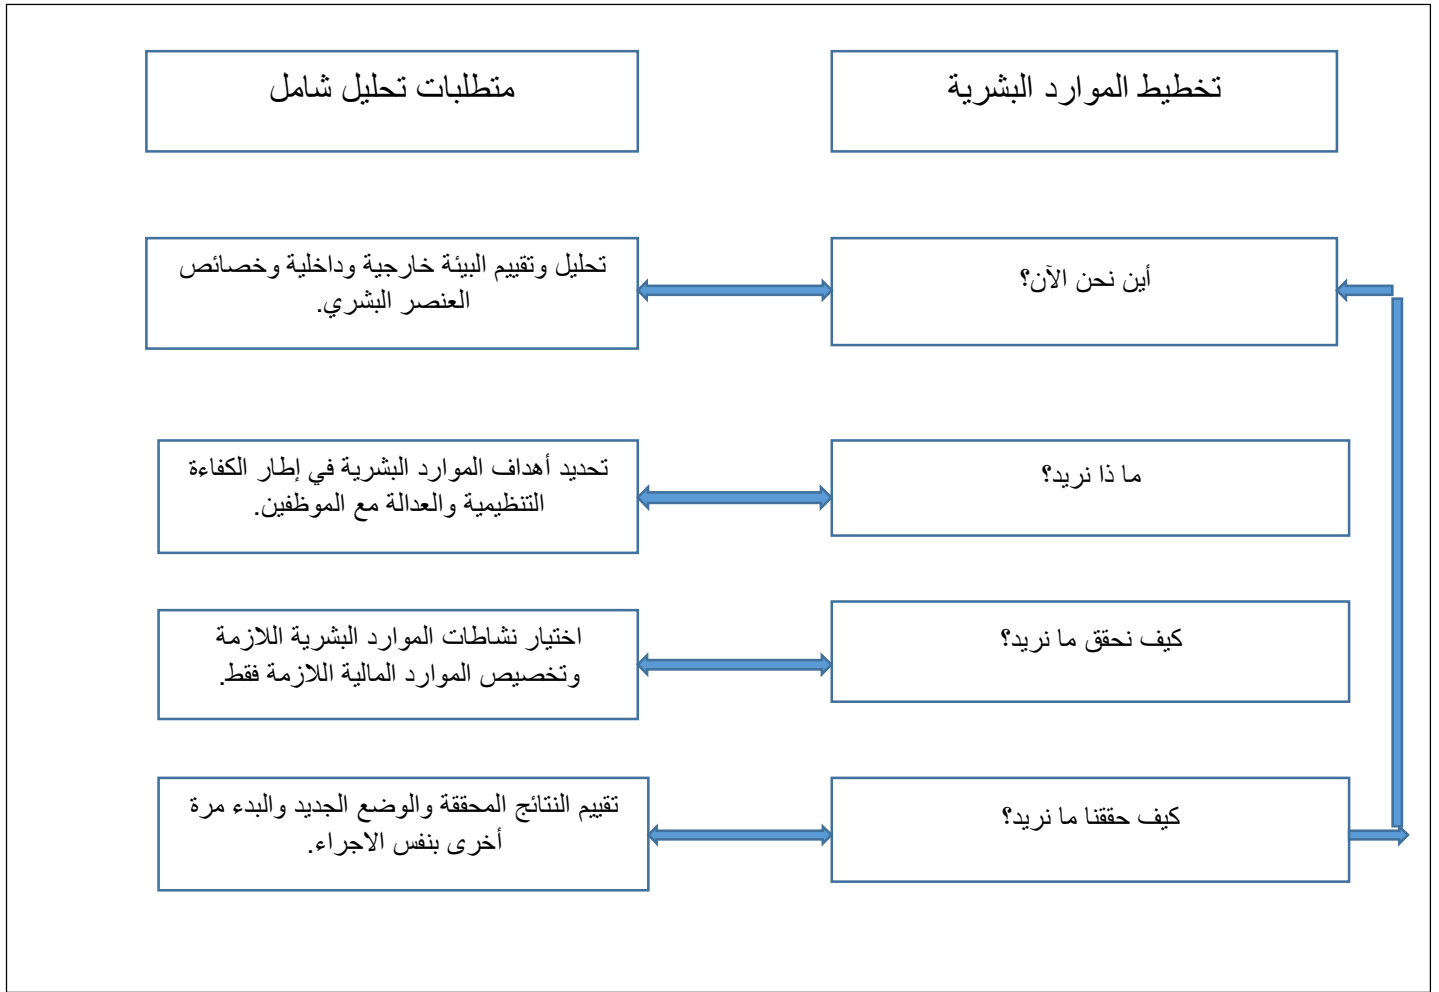 تخطيط الموارد البشرية
متطلبات تحليل شامل
أين نحن الآن؟
تحليل وتقييم البيئة خارجية وداخلية وخصائص
العنصر البشري.
ما ذا نريد؟
تحديد أهداف الموارد البشرية في إطار الكفاءة
التنظيمية والعدالة مع الموظفين.
كيف نحقق ما نريد؟
اختيار نشاطات الموارد البشرية اللازمة
وتخصيص الموارد المالية اللازمة فقط.
كيف حققنا ما نريد؟
تقييم النتائج المحققة والوضع الجديد والبدء مرة
أخرى بنفس الاجراء.